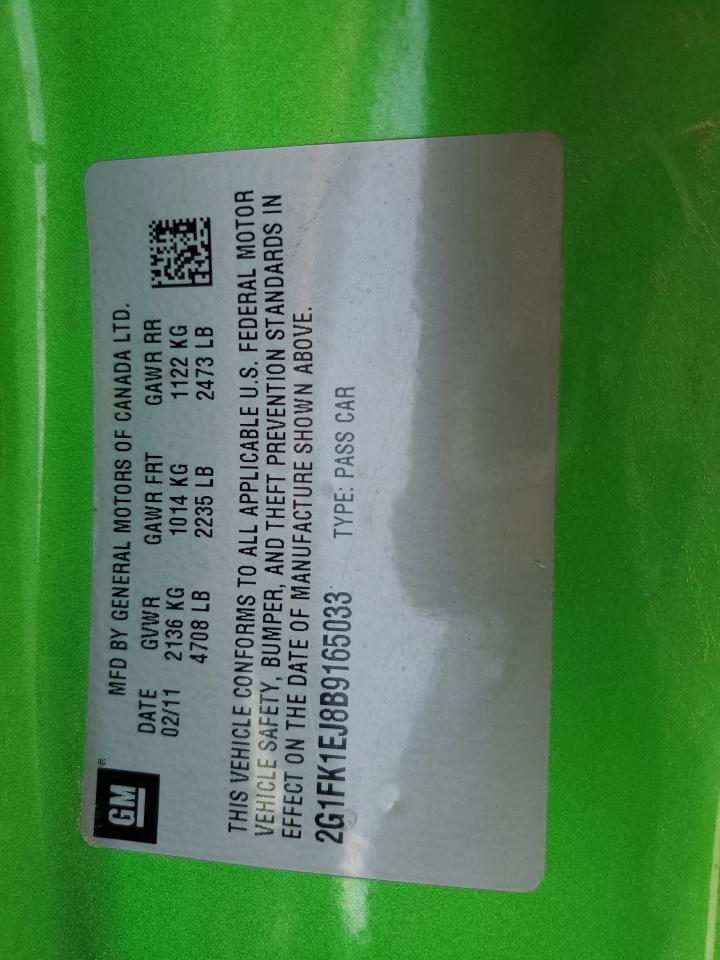 GM®
MFD BY GENERAL MOTORS OF CANADA LTD.
DATE GVWR GAWR FRT GAWR RR
02/11 2136 KG 1014 KG 1122 KG
4708 LB 2235 LB 2473 LB
THIS VEHICLE CONFORMS TO ALL APPLICABLE U.S. FEDERAL MOTOR
VEHICLE SAFETY, BUMPER, AND THEFT PREVENTION STANDARDS IN
EFFECT ON THE DATE OF MANUFACTURE SHOWN ABOVE.
2G1FK1EJ8B9165033 TYPE: PASS CAR